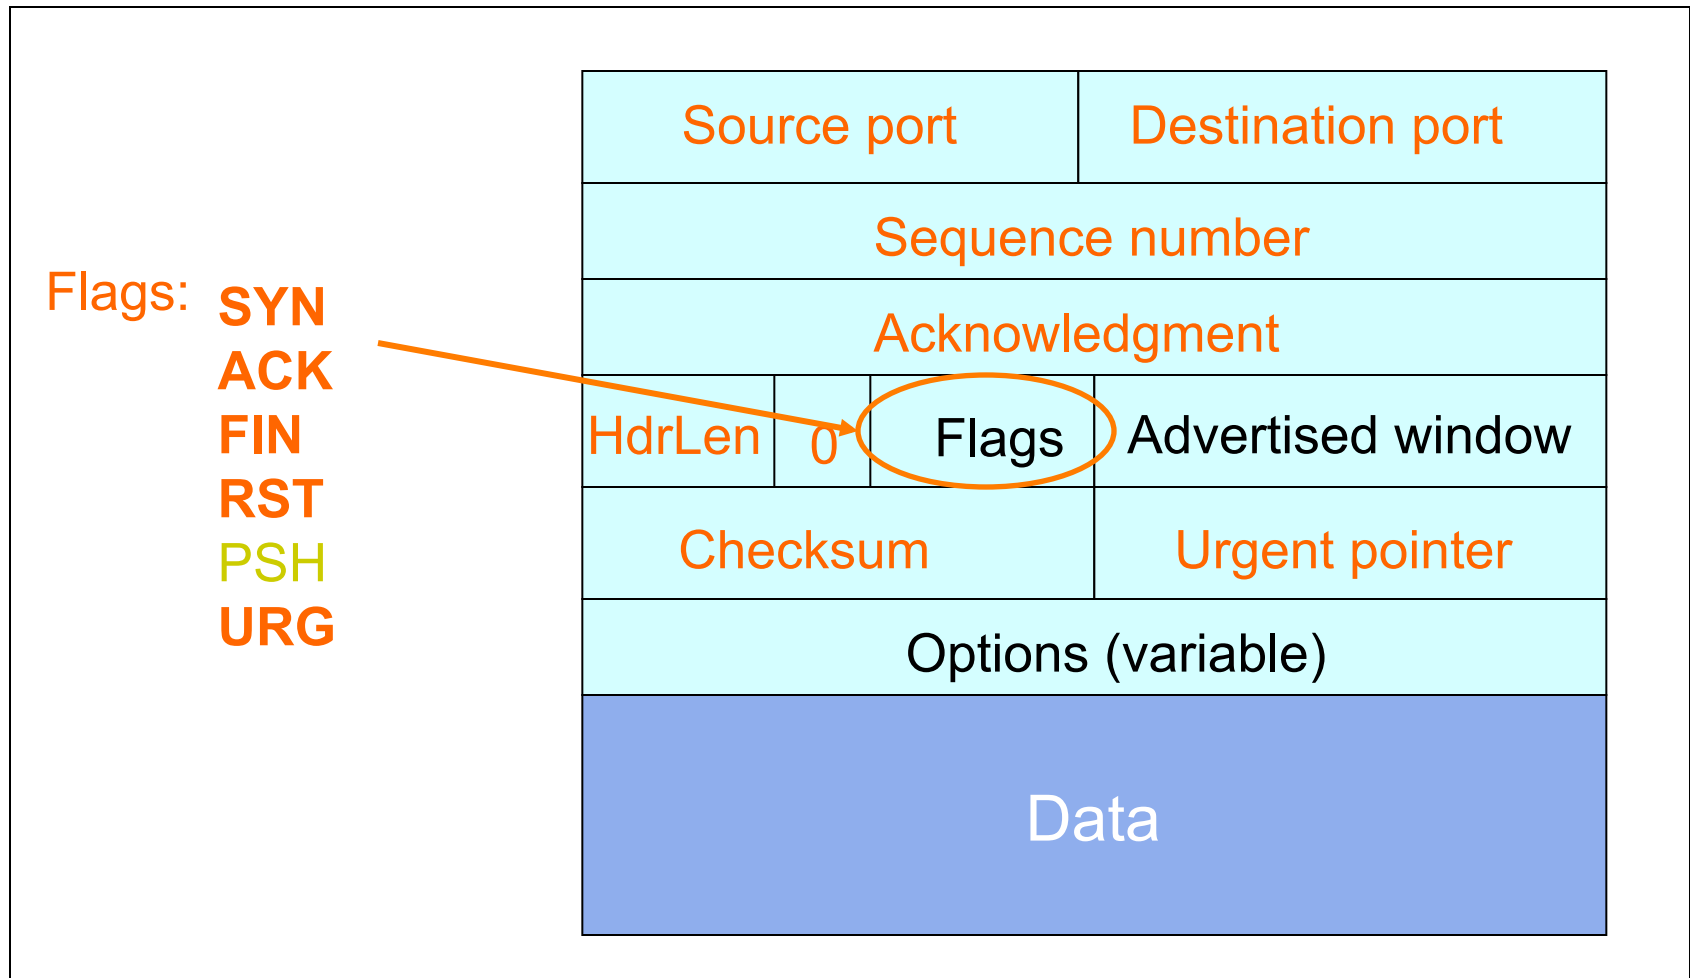 Source port Destination port
Sequence number
Flags: SYN
Acknowledgment
ACK
HdrLen 0 Flags Advertised window
FIN
RST
Checksum Urgent pointer
PSH
URG
Options (variable)
Data